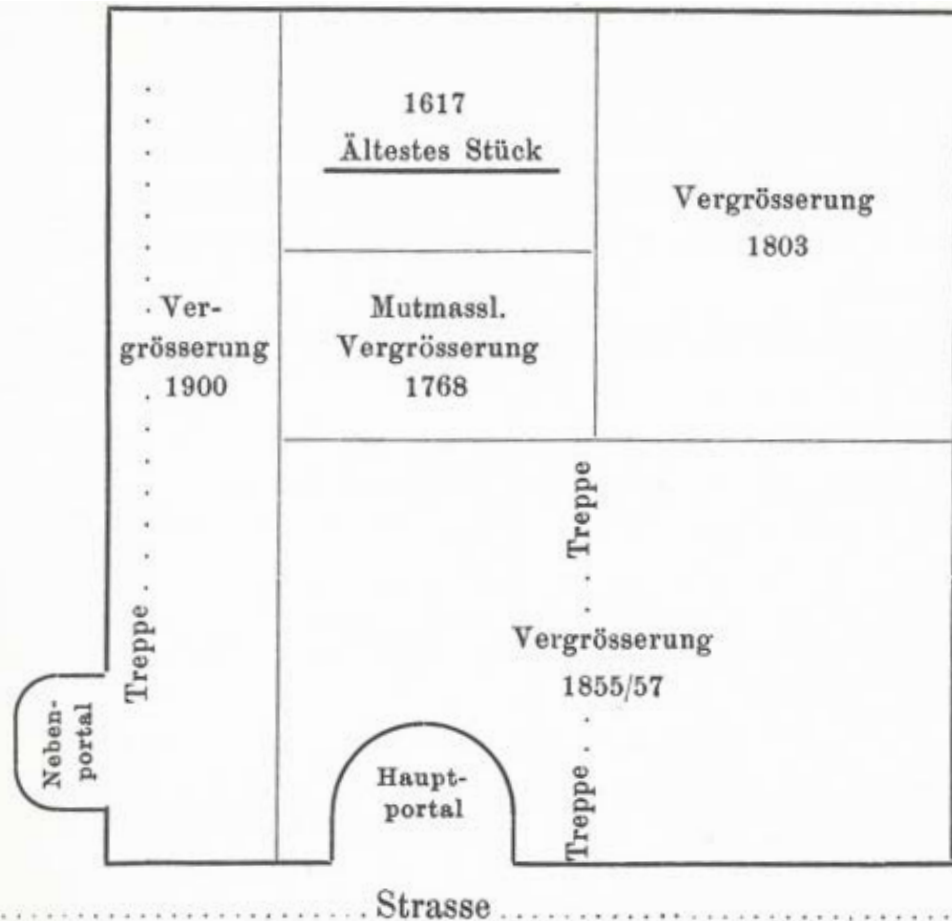 1617
Ältestes Stück
Vergrösserung
1803
Ver-
grösserung
1900
Mutmassl.
Vergrösserung
1768
Treppe
Vergrösserung
1855/57
Treppe
Treppe
Neben-
portal
Haupt-
portal
Strasse